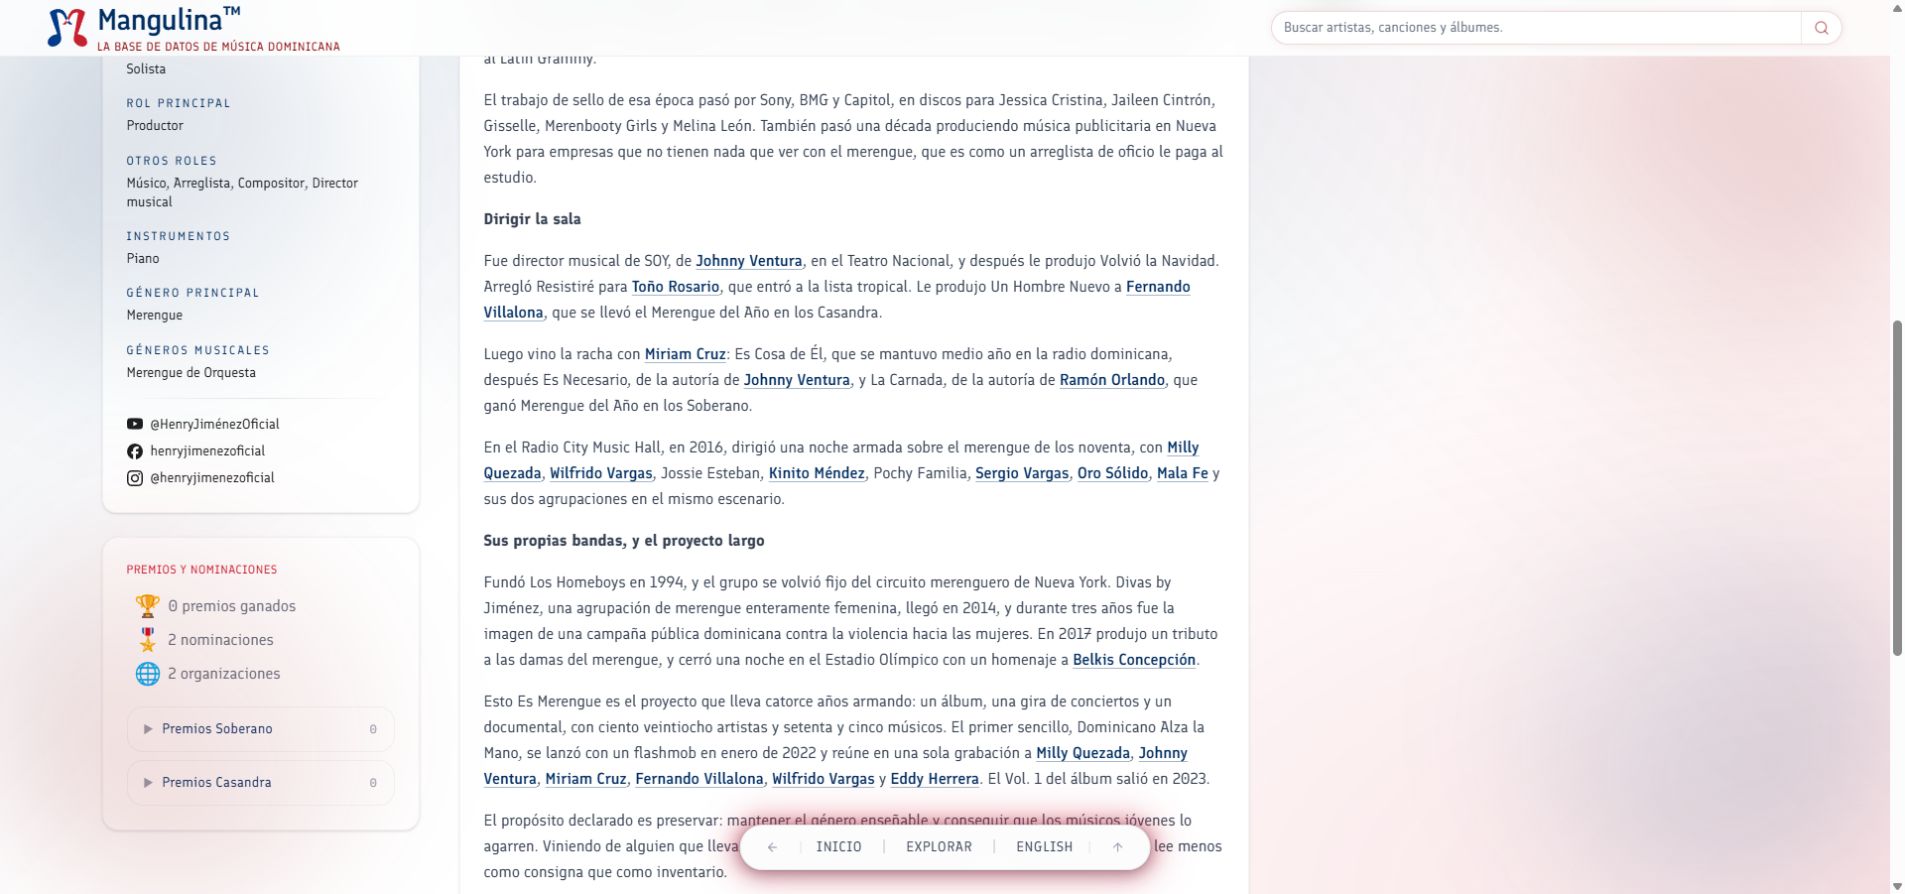 Mangulina™
LA BASE DE DATOS DE MÚSICA DOMINICANA
Buscar artistas, canciones y álbumes.
Solista
ROL PRINCIPAL
Productor
OTROS ROLES
Músico, Arreglista, Compositor, Director
musical
INSTRUMENTOS
Piano
GÉNERO PRINCIPAL
Merengue
GÉNEROS MUSICALES
Merengue de Orquesta
@HenryJiménezOficial
henryjimenezoficial
@henryjimenezoficial
PREMIOS Y NOMINACIONES
0 premios ganados
2 nominaciones
2 organizaciones
Premios Soberano 0
Premios Casandra 0
al Latin Grammy.
El trabajo de sello de esa época pasó por Sony, BMG y Capitol, en discos para Jessica Cristina, Jaileen Cintrón,
Gisselle, Merenbooty Girls y Melina León. También pasó una década produciendo música publicitaria en Nueva
York para empresas que no tienen nada que ver con el merengue, que es como un arreglista de oficio le paga al
estudio.
Dirigir la sala
Fue director musical de SOY, de Johnny Ventura, en el Teatro Nacional, y después le produjo Volvió la Navidad.
Arregló Resistiré para Toño Rosario, que entró a la lista tropical. Le produjo Un Hombre Nuevo a Fernando
Villalona, que se llevó el Merengue del Año en los Casandra.
Luego vino la racha con Miriam Cruz: Es Cosa de Él, que se mantuvo medio año en la radio dominicana,
después Es Necesario, de la autoría de Johnny Ventura, y La Carnada, de la autoría de Ramón Orlando, que
ganó Merengue del Año en los Soberano.
En el Radio City Music Hall, en 2016, dirigió una noche armada sobre el merengue de los noventa, con Milly
Quezada, Wilfrido Vargas, Jossie Esteban, Kinito Méndez, Pochy Familia, Sergio Vargas, Oro Sólido, Mala Fe y
sus dos agrupaciones en el mismo escenario.
Sus propias bandas, y el proyecto largo
Fundó Los Homeboys en 1994, y el grupo se volvió fijo del circuito merenguero de Nueva York. Divas by
Jiménez, una agrupación de merengue enteramente femenina, llegó en 2014, y durante tres años fue la
imagen de una campaña pública dominicana contra la violencia hacia las mujeres. En 2017 produjo un tributo
a las damas del merengue, y cerró una noche en el Estadio Olímpico con un homenaje a Belkis Concepción.
Esto Es Merengue es el proyecto que lleva catorce años armando: un álbum, una gira de conciertos y un
documental, con ciento veintiocho artistas y setenta y cinco músicos. El primer sencillo, Dominicano Alza la
Mano, se lanzó con un flashmob en enero de 2022 y reúne en una sola grabación a Milly Quezada, Johnny
Ventura, Miriam Cruz, Fernando Villalona, Wilfrido Vargas y Eddy Herrera. El Vol. 1 del álbum salió en 2023.
El propósito declarado es preservar: mantener el género enseñable y conseguir que los músicos jóvenes lo
agarren. Viniendo de alguien que lleva lee menos
como consigna que como inventario.
INICIO | EXPLORAR | ENGLISH